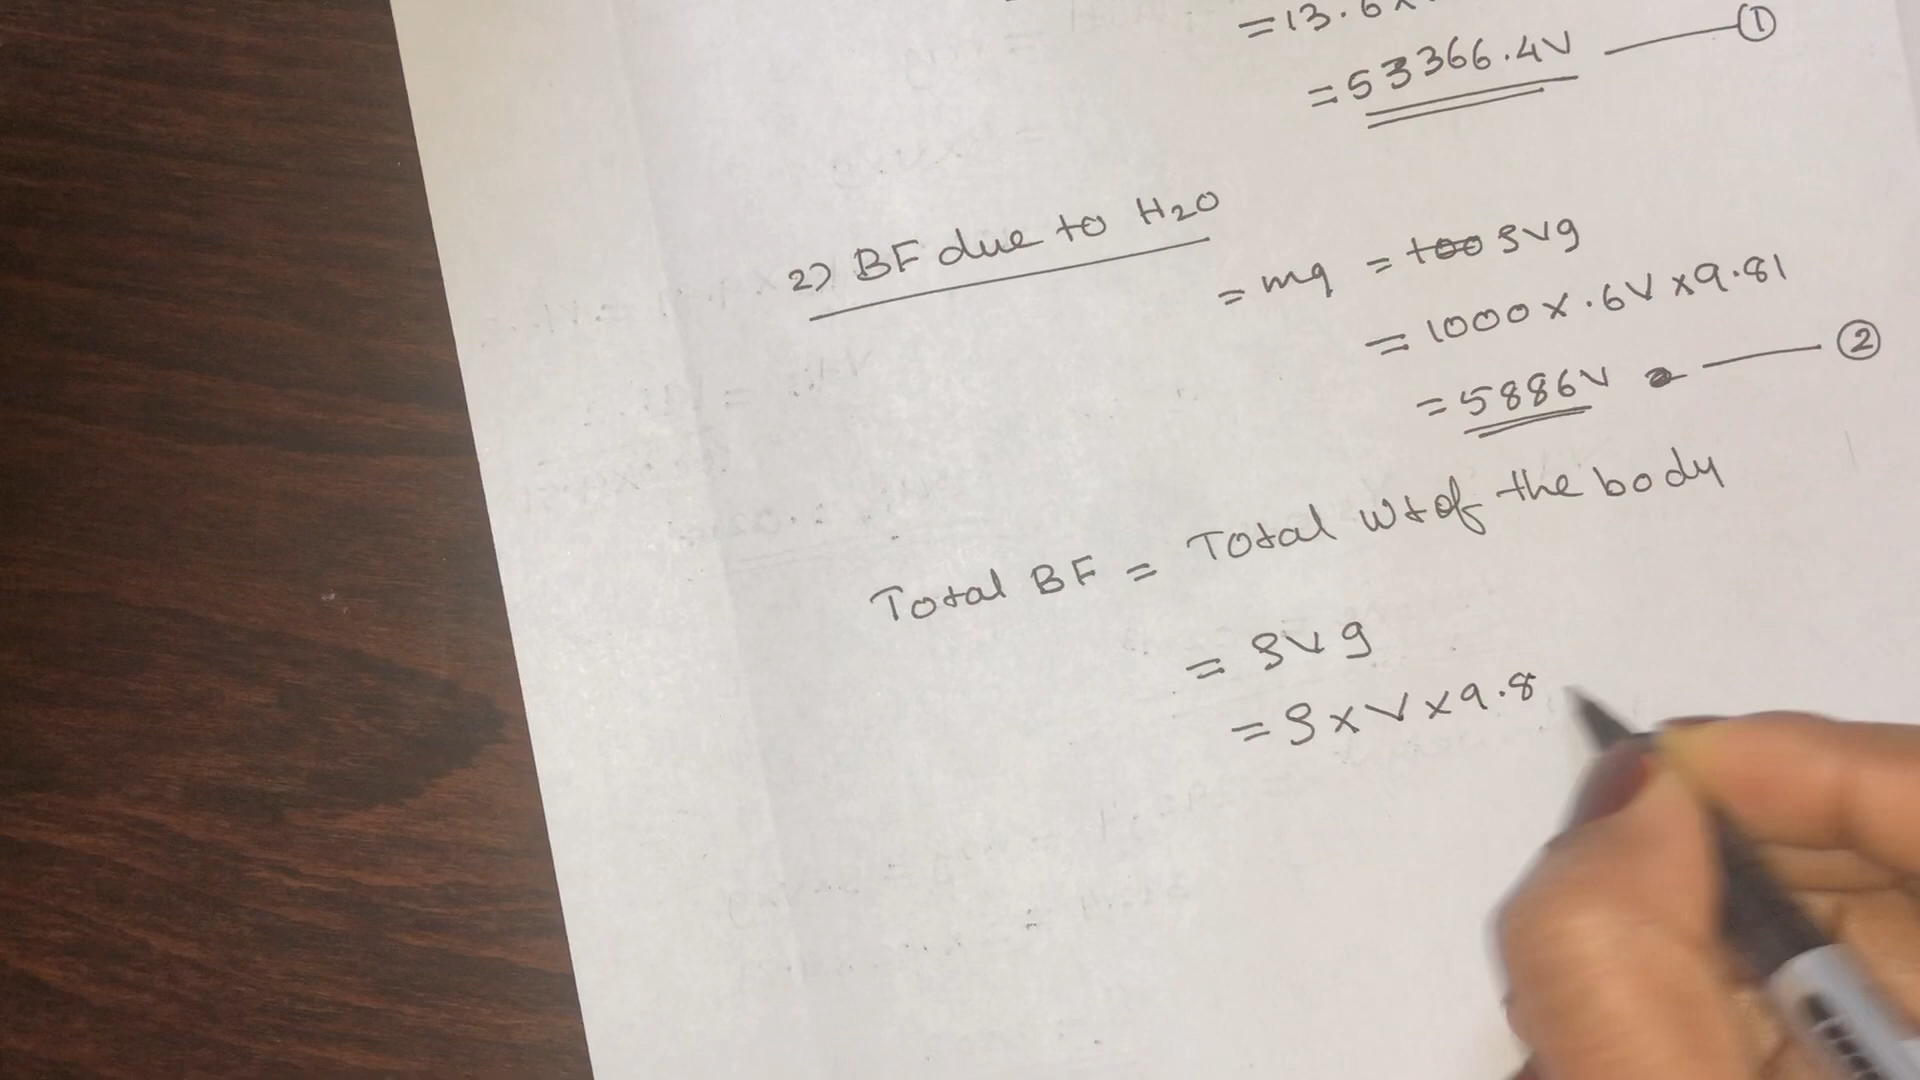 =13.6×
=53366.4V ——①
2) BF due to H2O
= mg = ρVg
= 1000 × .6V × 9.81
= 5886V ——②
Total BF = Total wt of the body
= ρVg
= ρ×V×9.8